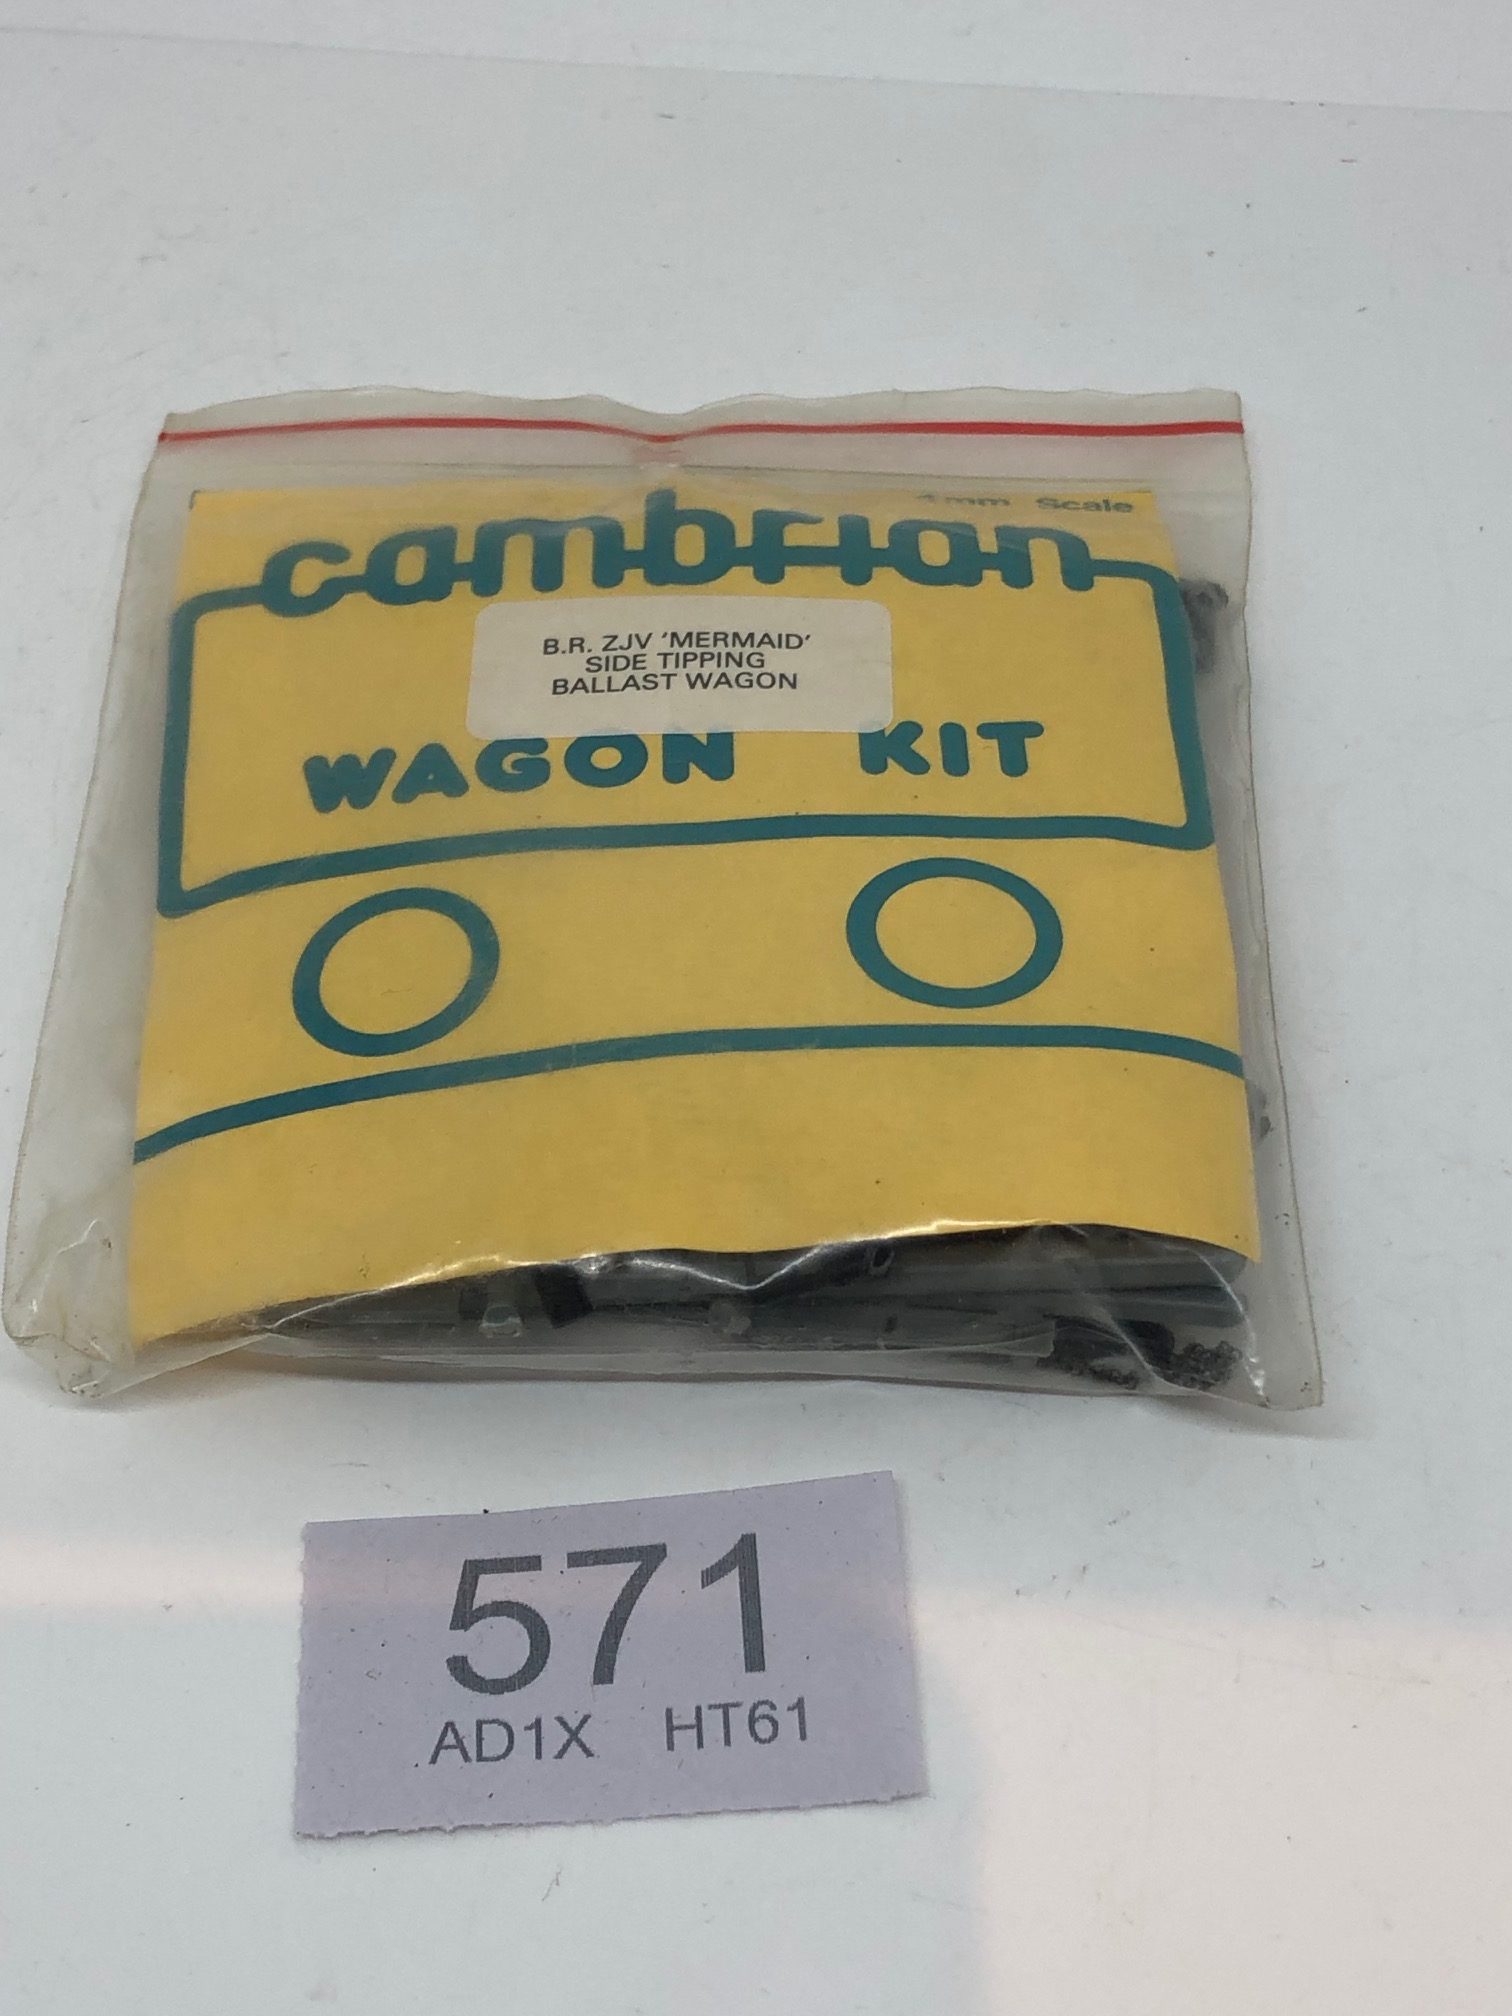 4mm Scale
cambrian
B.R. ZJV 'MERMAID'
SIDE TIPPING
BALLAST WAGON
WAGON KIT
571
AD1X HT61